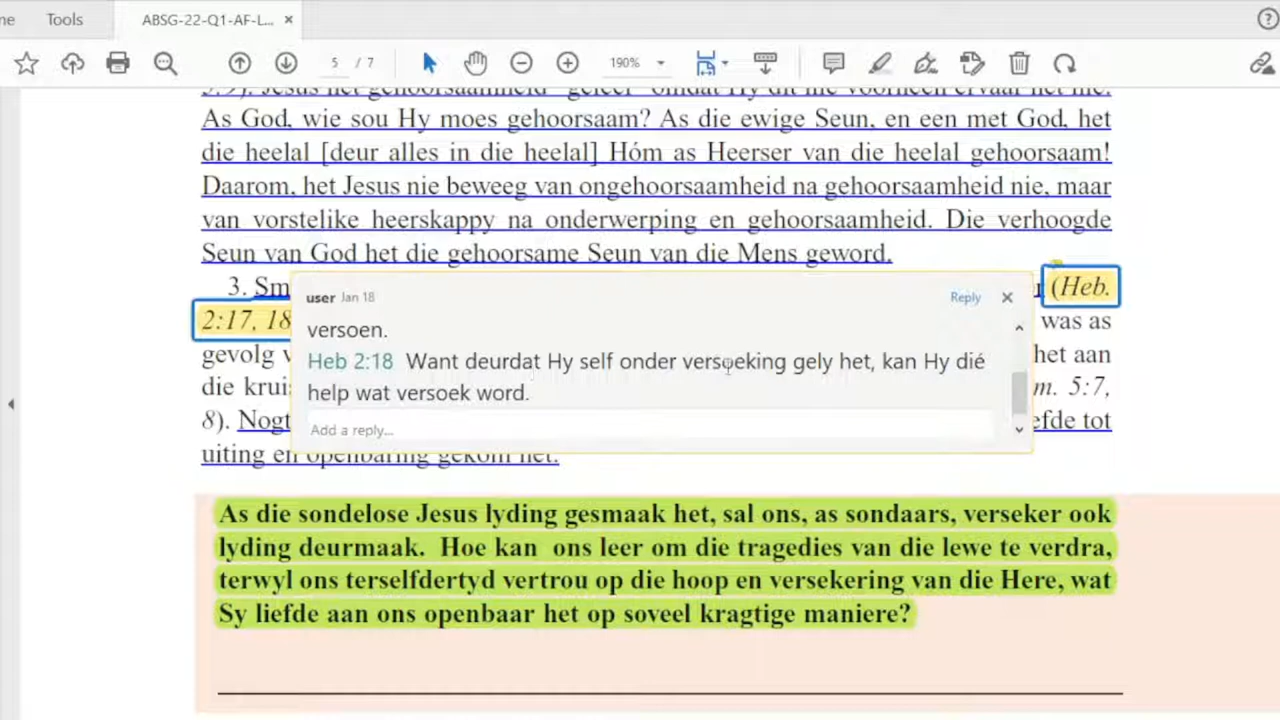 Tools
ABSG-22-Q1-AF-L...
5 / 7
190%
As God, wie sou Hy moes gehoorsaam? As die ewige Seun, en een met God, het
die heelal [deur alles in die heelal] Hóm as Heerser van die heelal gehoorsaam!
Daarom, het Jesus nie beweeg van ongehoorsaamheid na gehoorsaamheid nie, maar
van vorstelike heerskappy na onderwerping en gehoorsaamheid. Die verhoogde
Seun van God het die gehoorsame Seun van die Mens geword.
3. Sm
(Heb.
user Jan 18
Reply
2:17, 18
versoen.
was as
gevolg
Heb 2:18 Want deurdat Hy self onder versoeking gely het, kan Hy dié
het aan
die
help wat versoek word.
5:7,
8). Nogt
Add a reply...
efde tot
uiting en openbaring gekom het.
As die sondelose Jesus lyding gesmaak het, sal ons, as sondaars, verseker ook
lyding deurmaak. Hoe kan ons leer om die tragedies van die lewe te verdra,
terwyl ons terselfdertyd vertrou op die hoop en versekering van die Here, wat
Sy liefde aan ons openbaar het op soveel kragtige maniere?